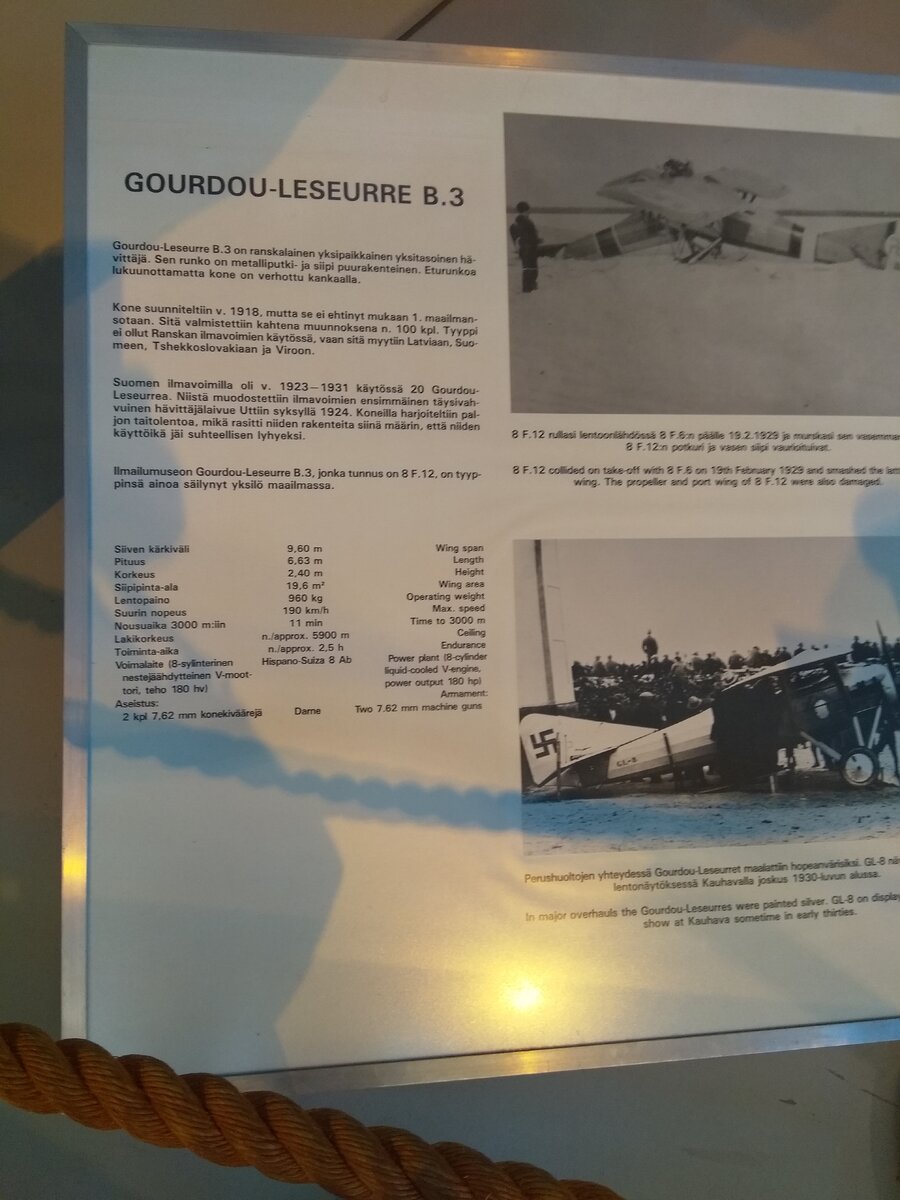 GOURDOU-LESEURRE B.3
Gourdou-Leseurre B.3 on ranskalainen yksipaikkainen yksitasoinen hä-
vittäjä. Sen runko on metalliputki- ja siipi puurakenteinen. Eturunkoa
lukuunottamatta kone on verhottu kankaalla.
Kone suunniteltiin v. 1918, mutta se ei ehtinyt mukaan 1. maailman-
sotaan. Sitä valmistettiin kahtena muunnoksena n. 100 kpl. Tyyppi
ei ollut Ranskan ilmavoimien käytössä, vaan sitä myytiin Latviaan, Suo-
meen, Tshekkoslovakiaan ja Viroon.
Suomen ilmavoimilla oli v. 1923–1931 käytössä 20 Gourdou-
Leseurrea. Niistä muodostettiin ilmavoimien ensimmäinen täysivah-
vuinen hävittäjälaivue Uttiin syksyllä 1924. Koneilla harjoiteltiin pal-
jon taitolentoa, mikä rasitti niiden rakenteita siinä määrin, että niiden
käyttöikä jäi suhteellisen lyhyeksi.
Ilmailumuseon Gourdou-Leseurre B.3, jonka tunnus on 8 F.12, on tyyp-
pinsä ainoa säilynyt yksilö maailmassa.
Siiven kärkiväli 9,60 m Wing span
Pituus 6,63 m Length
Korkeus 2,40 m Height
Siipipinta-ala 19,6 m² Wing area
Lentopaino 960 kg Operating weight
Suurin nopeus 190 km/h Max. speed
Nousuaika 3000 m:iin 11 min Time to 3000 m
Lakikorkeus n./approx. 5900 m Ceiling
Toiminta-aika n./approx. 2,5 h Endurance
Voimalaite (8-sylinterinen Hispano-Suiza 8 Ab Power plant (8-cylinder
nestejäähdytteinen V-moot- liquid-cooled V-engine,
tori, teho 180 hv) power output 180 hp)
Aseistus: Armament:
2 kpl 7,62 mm konekiväärejä Darne Two 7.62 mm machine guns
8 F.12 rullasi lentoonlähdössä 8 F.6:n päälle 19.2.1929 ja murskasi sen vasemman
8 F.12:n potkuri ja vasen siipi vaurioituivat.
8 F.12 collided on take-off with 8 F.6 on 19th February 1929 and smashed the
wing. The propeller and port wing of 8 F.12 were also damaged.
GL-8
Perushuoltojen yhteydessä Gourdou-Leseurret maalattiin hopeanvärisiksi. GL-8
lentonäytöksessä Kauhavalla joskus 1930-luvun alussa.
In major overhauls the Gourdou-Leseurres were painted silver. GL-8 on display
show at Kauhava sometime in early thirties.